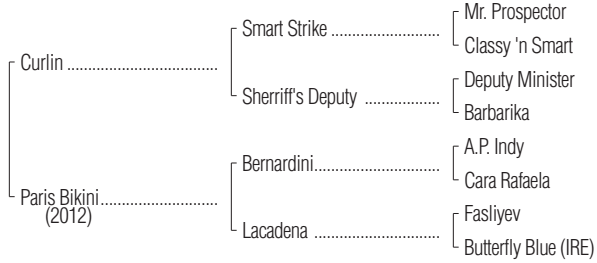 Mr. Prospector
Smart Strike ........................
Classy 'n Smart
Curlin .................................
Deputy Minister
Sherriff's Deputy ................
Barbarika
A.P. Indy
Bernardini...........................
Cara Rafaela
Paris Bikini..........................
(2012)
Fasliyev
Lacadena ...........................
Butterfly Blue (IRE)